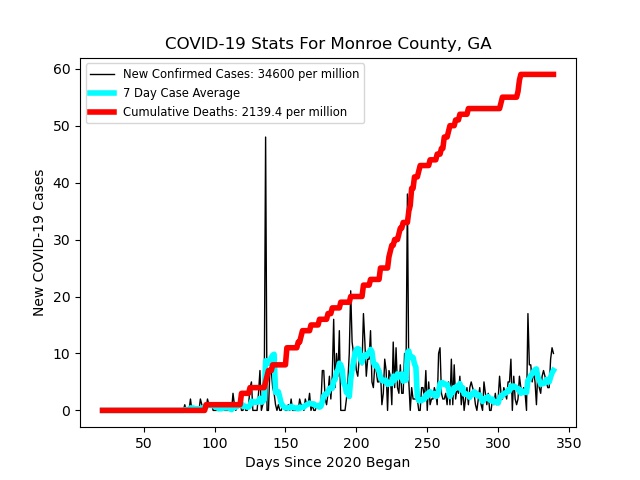 COVID-19 Stats For Monroe County, GA
New Confirmed Cases: 34600 per million
7 Day Case Average
Cumulative Deaths: 2139.4 per million
New COVID-19 Cases
60
50
40
30
20
10
0
50 100 150 200 250 300 350
Days Since 2020 Began